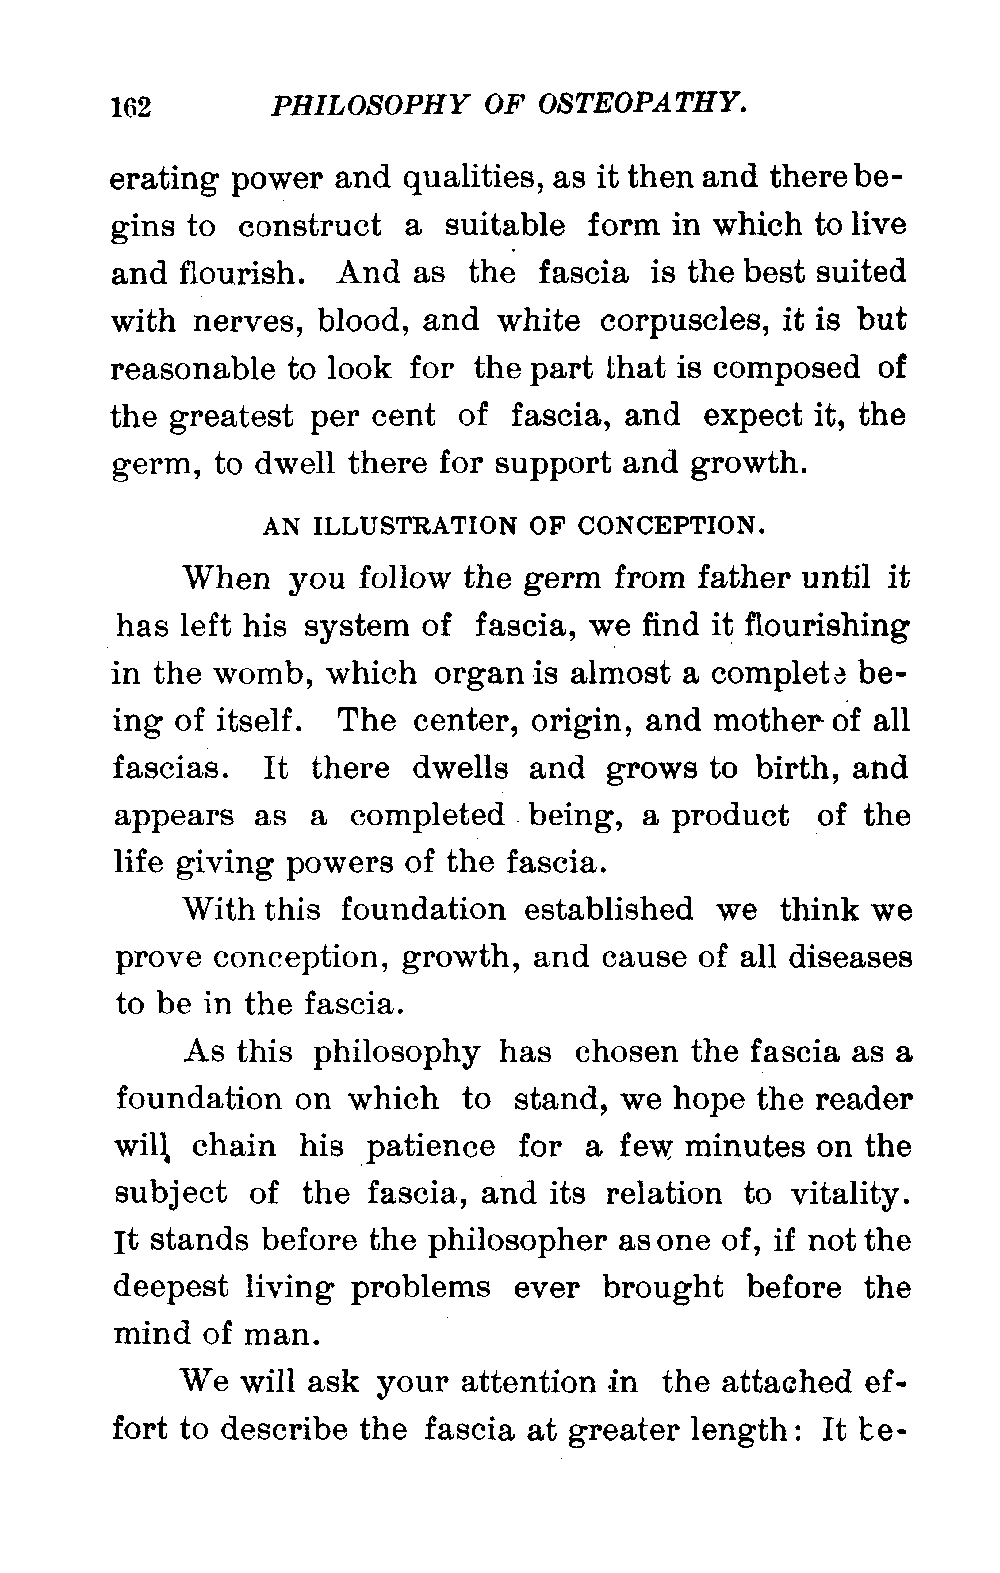 162 PHILOSOPHY OF OSTEOPATHY.
erating power and qualities, as it then and there be-
gins to construct a suitable form in which to live
and flourish. And as the fascia is the best suited
with nerves, blood, and white corpuscles, it is but
reasonable to look for the part that is composed of
the greatest per cent of fascia, and expect it, the
germ, to dwell there for support and growth.
AN ILLUSTRATION OF CONCEPTION.
When you follow the germ from father until it
has left his system of fascia, we find it flourishing
in the womb, which organ is almost a complete be-
ing of itself. The center, origin, and mother of all
fascias. It there dwells and grows to birth, and
appears as a completed being, a product of the
life giving powers of the fascia.
With this foundation established we think we
prove conception, growth, and cause of all diseases
to be in the fascia.
As this philosophy has chosen the fascia as a
foundation on which to stand, we hope the reader
will chain his patience for a few minutes on the
subject of the fascia, and its relation to vitality.
It stands before the philosopher as one of, if not the
deepest living problems ever brought before the
mind of man.
We will ask your attention in the attached ef-
fort to describe the fascia at greater length: It be-